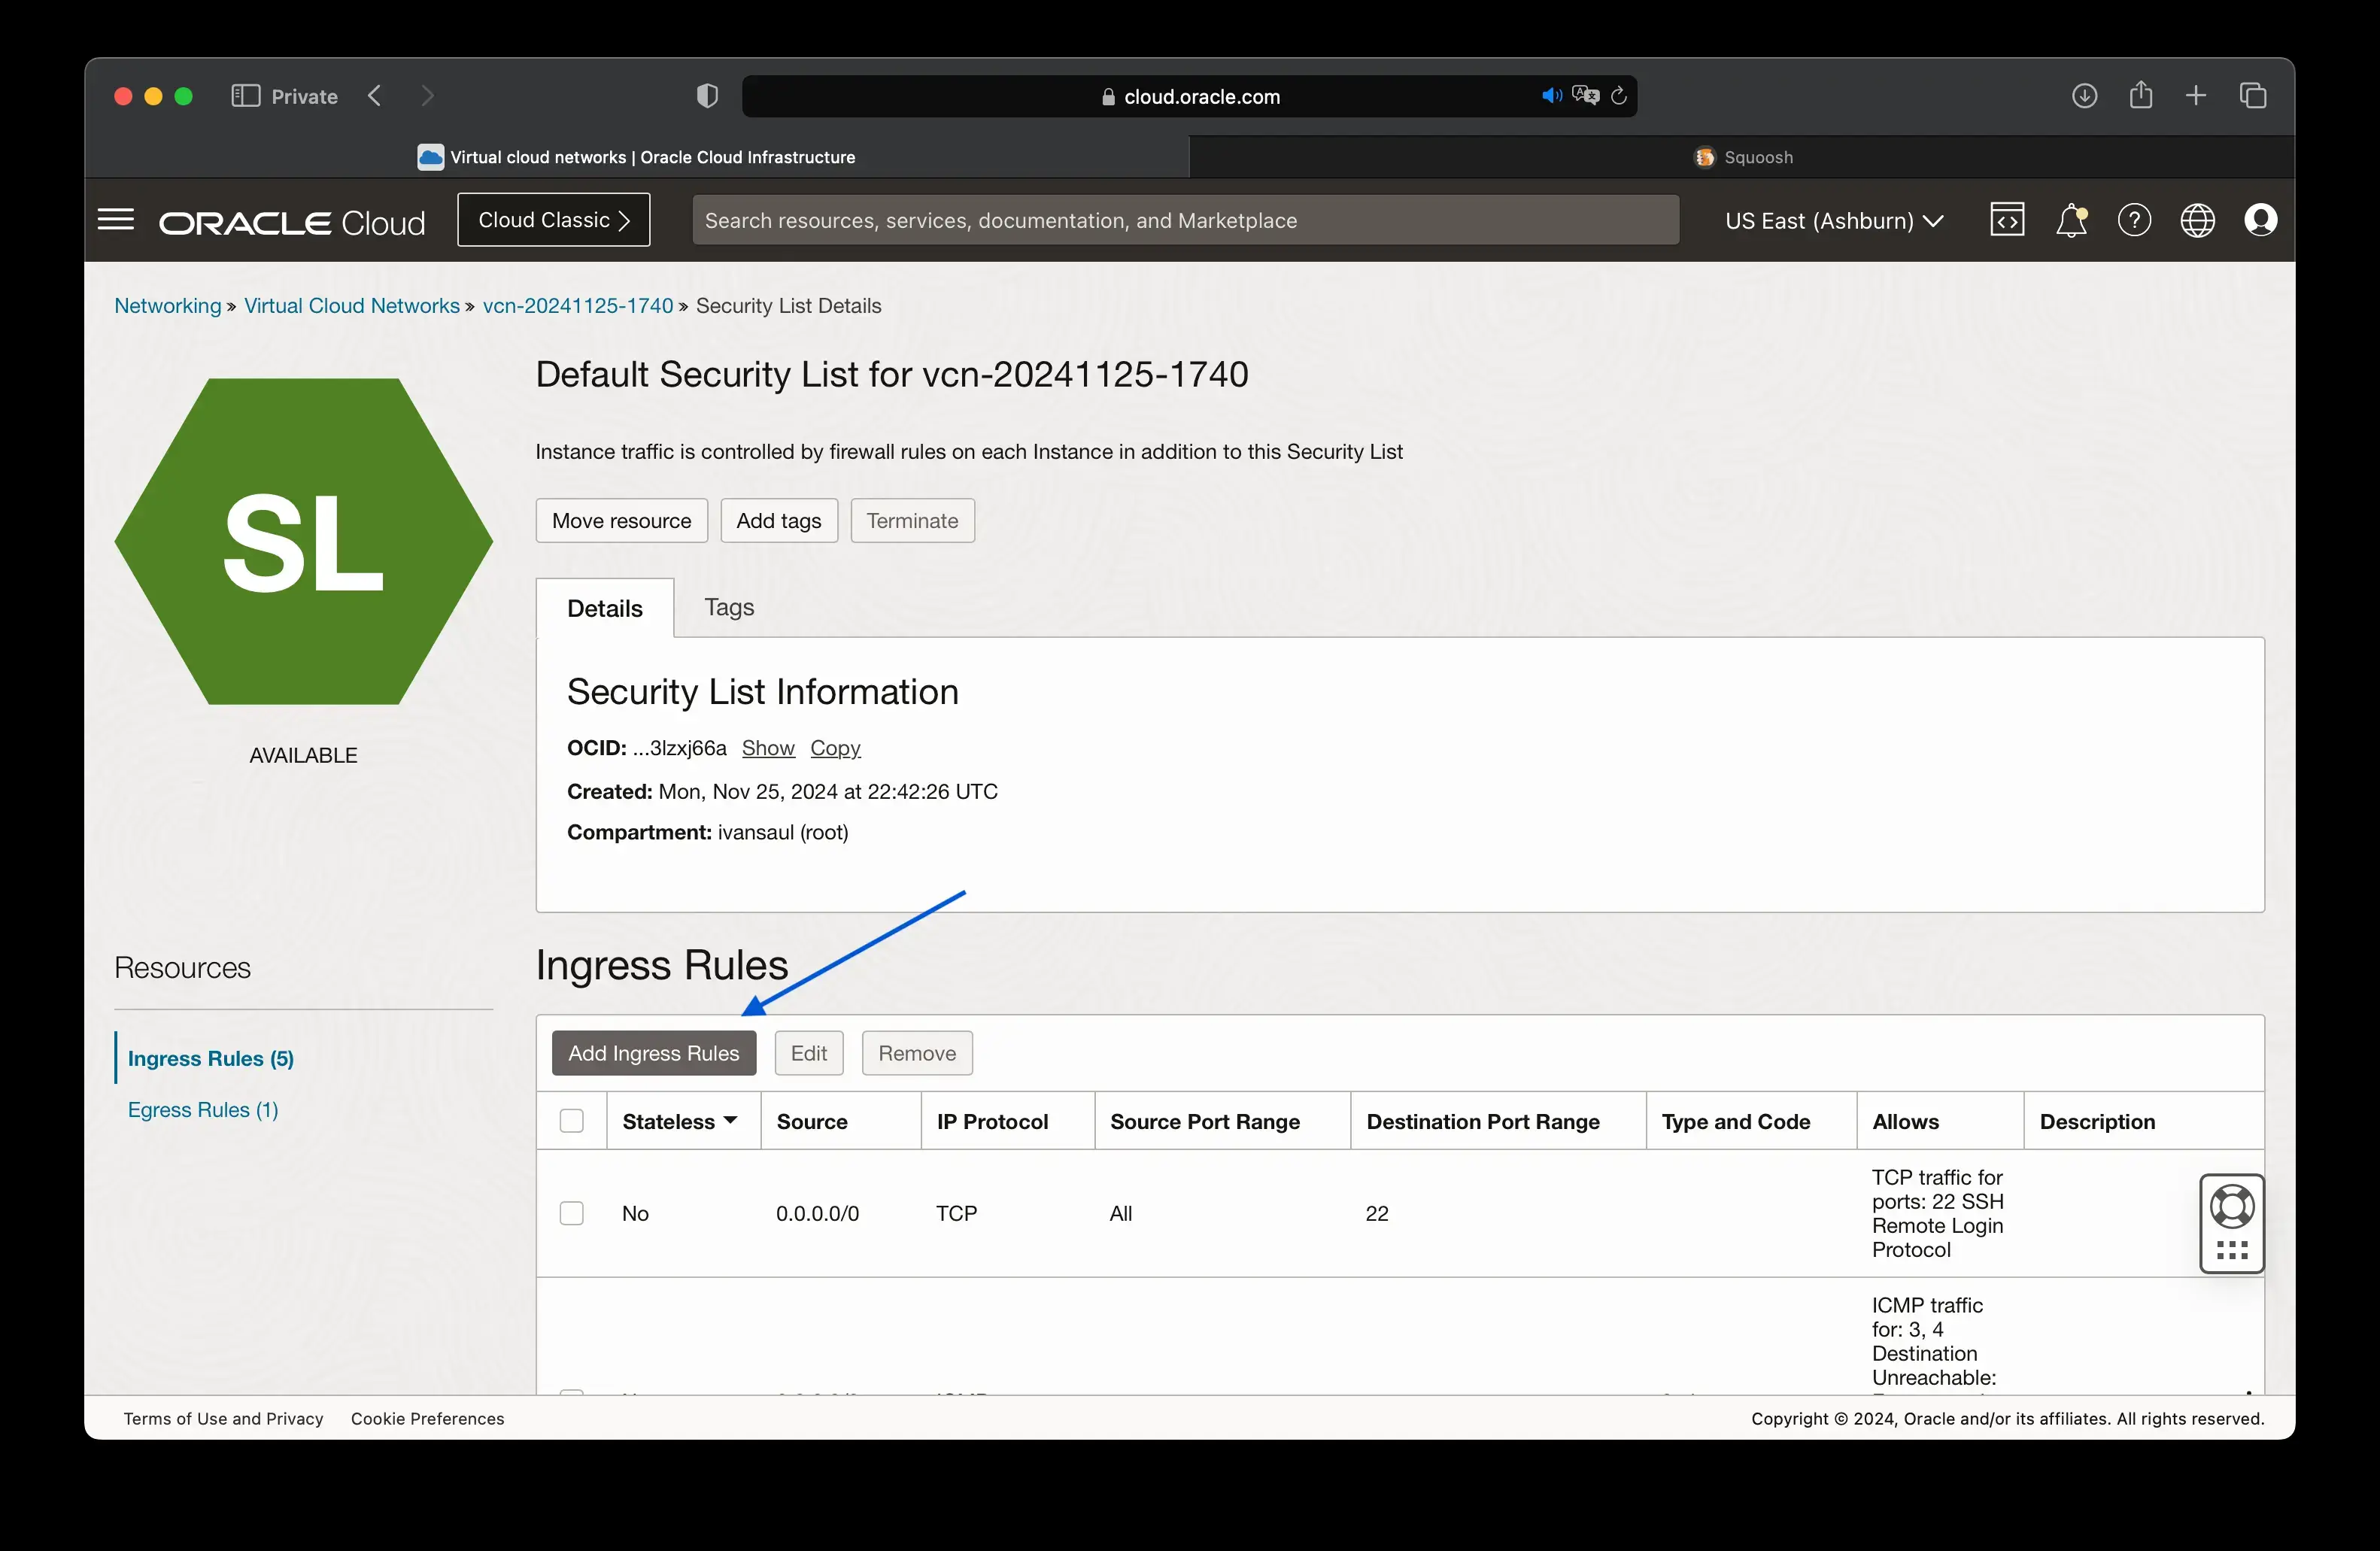 Private
cloud.oracle.com
Virtual cloud networks | Oracle Cloud Infrastructure
Squoosh
ORACLE Cloud
Cloud Classic
Search resources, services, documentation, and Marketplace
US East (Ashburn)
Networking » Virtual Cloud Networks » vcn-20241125-1740 » Security List Details
SL
AVAILABLE
Default Security List for vcn-20241125-1740
Instance traffic is controlled by firewall rules on each Instance in addition to this Security List
Move resource Add tags Terminate
Details Tags
Security List Information
OCID: ...3lzxj66a Show Copy
Created: Mon, Nov 25, 2024 at 22:42:26 UTC
Compartment: ivansaul (root)
Resources
Ingress Rules (5)
Egress Rules (1)
Ingress Rules
Add Ingress Rules Edit Remove
Stateless Source IP Protocol Source Port Range Destination Port Range Type and Code Allows Description
No 0.0.0.0/0 TCP All 22
TCP traffic for
ports: 22 SSH
Remote Login
Protocol
ICMP traffic
for: 3, 4
Destination
Unreachable:
Terms of Use and Privacy Cookie Preferences
Copyright © 2024, Oracle and/or its affiliates. All rights reserved.